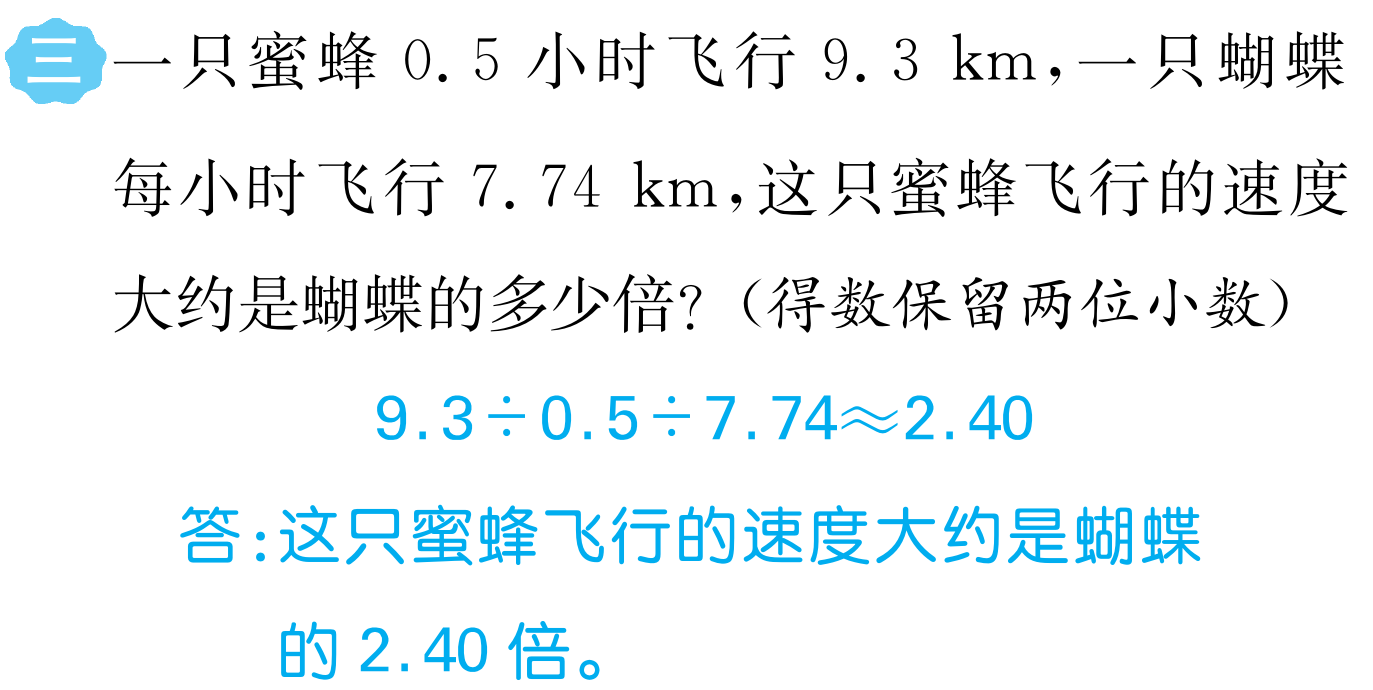 三 一只蜜蜂 0.5 小时飞行 9.3 km,一只蝴蝶
每小时飞行 7.74 km,这只蜜蜂飞行的速度
大约是蝴蝶的多少倍?(得数保留两位小数)
9.3÷0.5÷7.74≈2.40
答:这只蜜蜂飞行的速度大约是蝴蝶
的 2.40 倍。